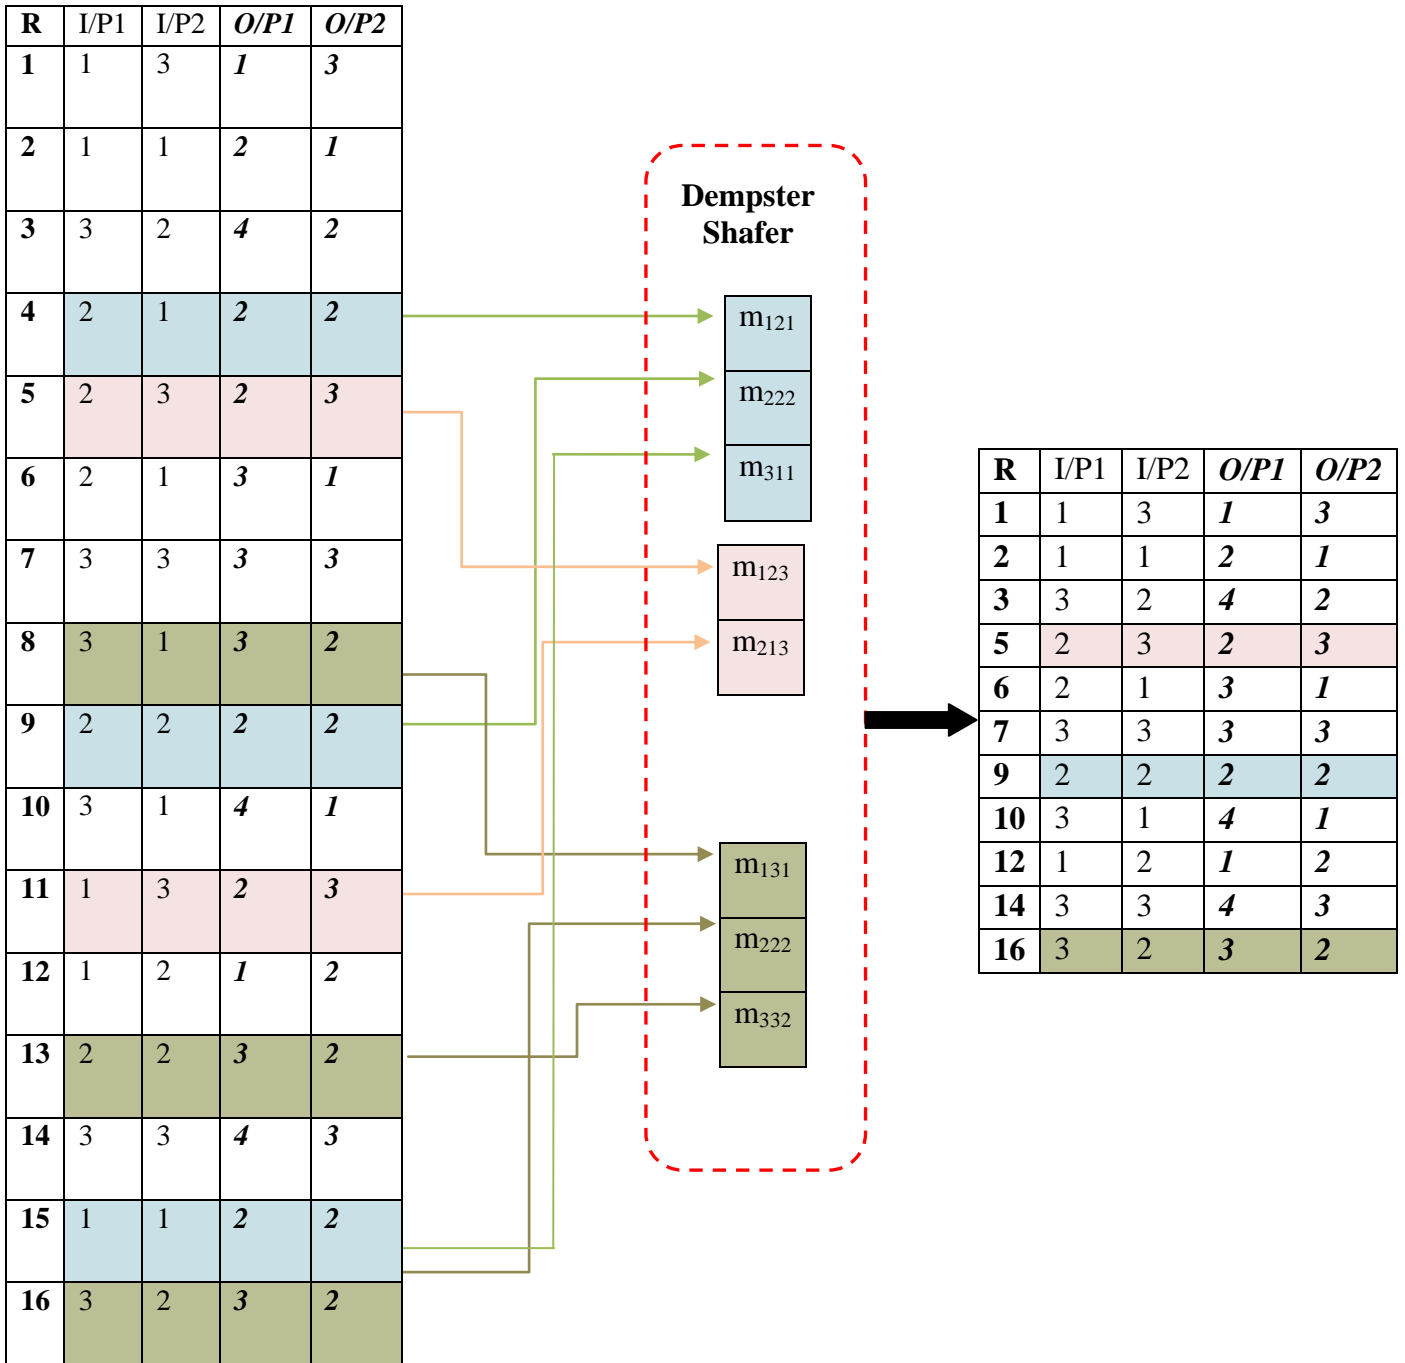 R I/P1 I/P2 O/P1 O/P2
1 1 3 1 3
2 1 1 2 1
3 3 2 4 2
4 2 1 2 2
5 2 3 2 3
6 2 1 3 1
7 3 3 3 3
8 3 1 3 2
9 2 2 2 2
10 3 1 4 1
11 1 3 2 3
12 1 2 1 2
13 2 2 3 2
14 3 3 4 3
15 1 1 2 2
16 3 2 3 2
Dempster
Shafer
m121
m222
m311
m123
m213
m131
m222
m332
R I/P1 I/P2 O/P1 O/P2
1 1 3 1 3
2 1 1 2 1
3 3 2 4 2
5 2 3 2 3
6 2 1 3 1
7 3 3 3 3
9 2 2 2 2
10 3 1 4 1
12 1 2 1 2
14 3 3 4 3
16 3 2 3 2